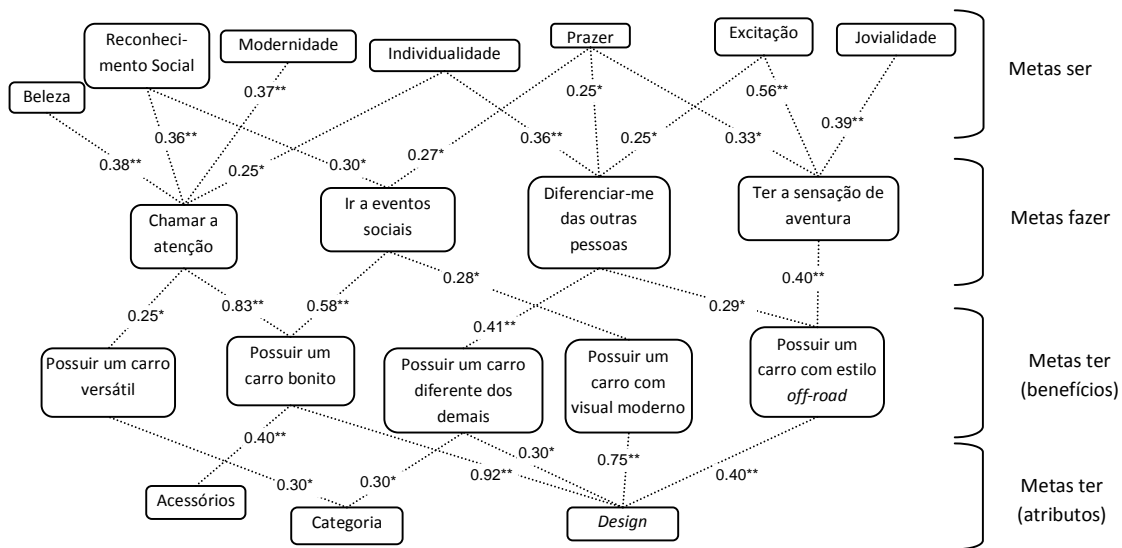 Reconheci-
mento Social
Modernidade
Individualidade
Prazer
Excitação
Jovialidade
Beleza
Metas ser
0.38**
0.36**
0.37**
0.25*
0.30*
0.27*
0.36**
0.25*
0.25*
0.56**
0.33*
0.39**
Chamar a
atenção
Ir a eventos
sociais
Diferenciar-me
das outras
pessoas
Ter a sensação de
aventura
Metas fazer
0.25*
0.83**
0.58**
0.28*
0.41**
0.29*
0.40**
Possuir um carro
versátil
Possuir um
carro bonito
Possuir um carro
diferente dos
demais
Possuir um
carro com
visual moderno
Possuir um
carro com estilo
off-road
Metas ter
(benefícios)
0.30*
0.40**
0.30*
0.92**
0.30*
0.75**
0.40**
Acessórios
Categoria
Design
Metas ter
(atributos)